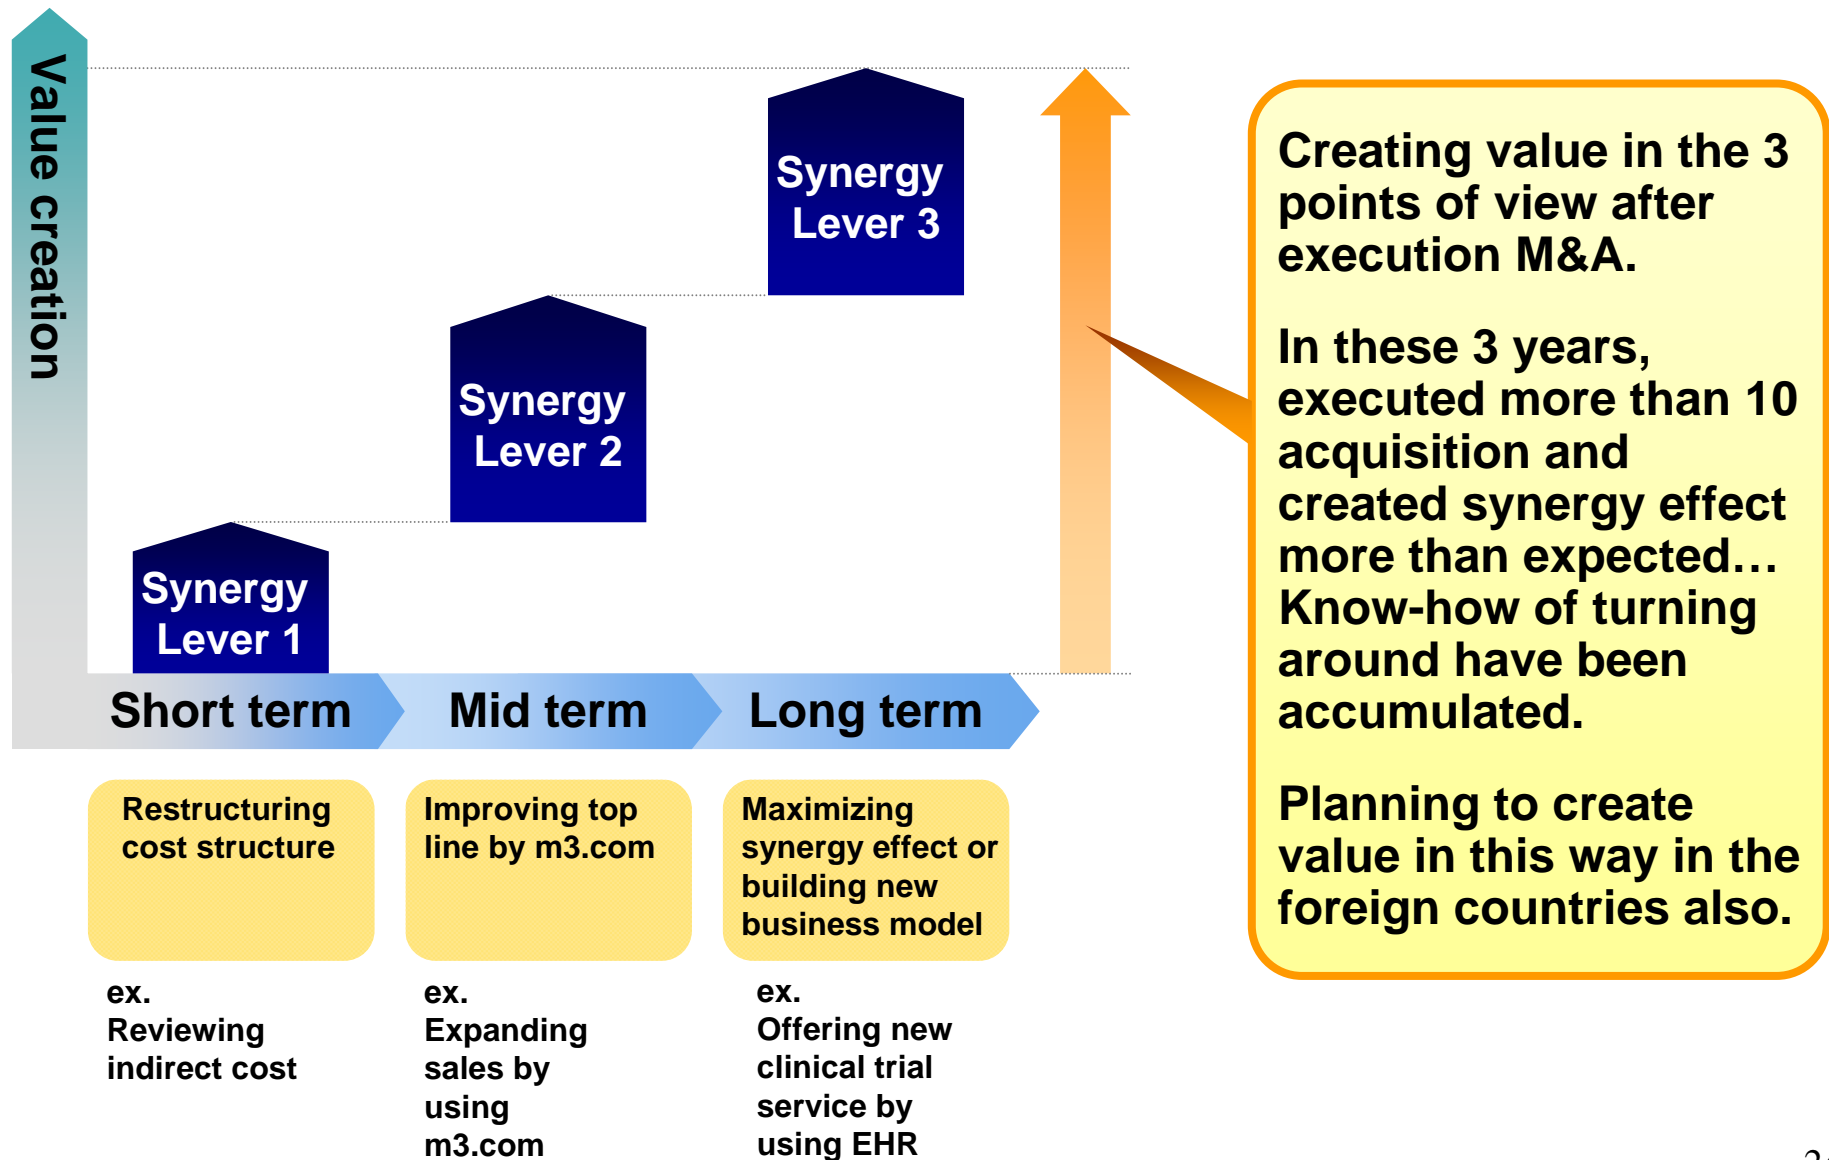 Value creation
Synergy
Lever 3
Synergy
Lever 2
Synergy
Lever 1
Short term
Mid term
Long term
Restructuring
cost structure
Improving top
line by m3.com
Maximizing
synergy effect or
building new
business model
ex.
Reviewing
indirect cost
ex.
Expanding
sales by
using
m3.com
ex.
Offering new
clinical trial
service by
using EHR
Creating value in the 3
points of view after
execution M&A.
In these 3 years,
executed more than 10
acquisition and
created synergy effect
more than expected…
Know-how of turning
around have been
accumulated.
Planning to create
value in this way in the
foreign countries also.